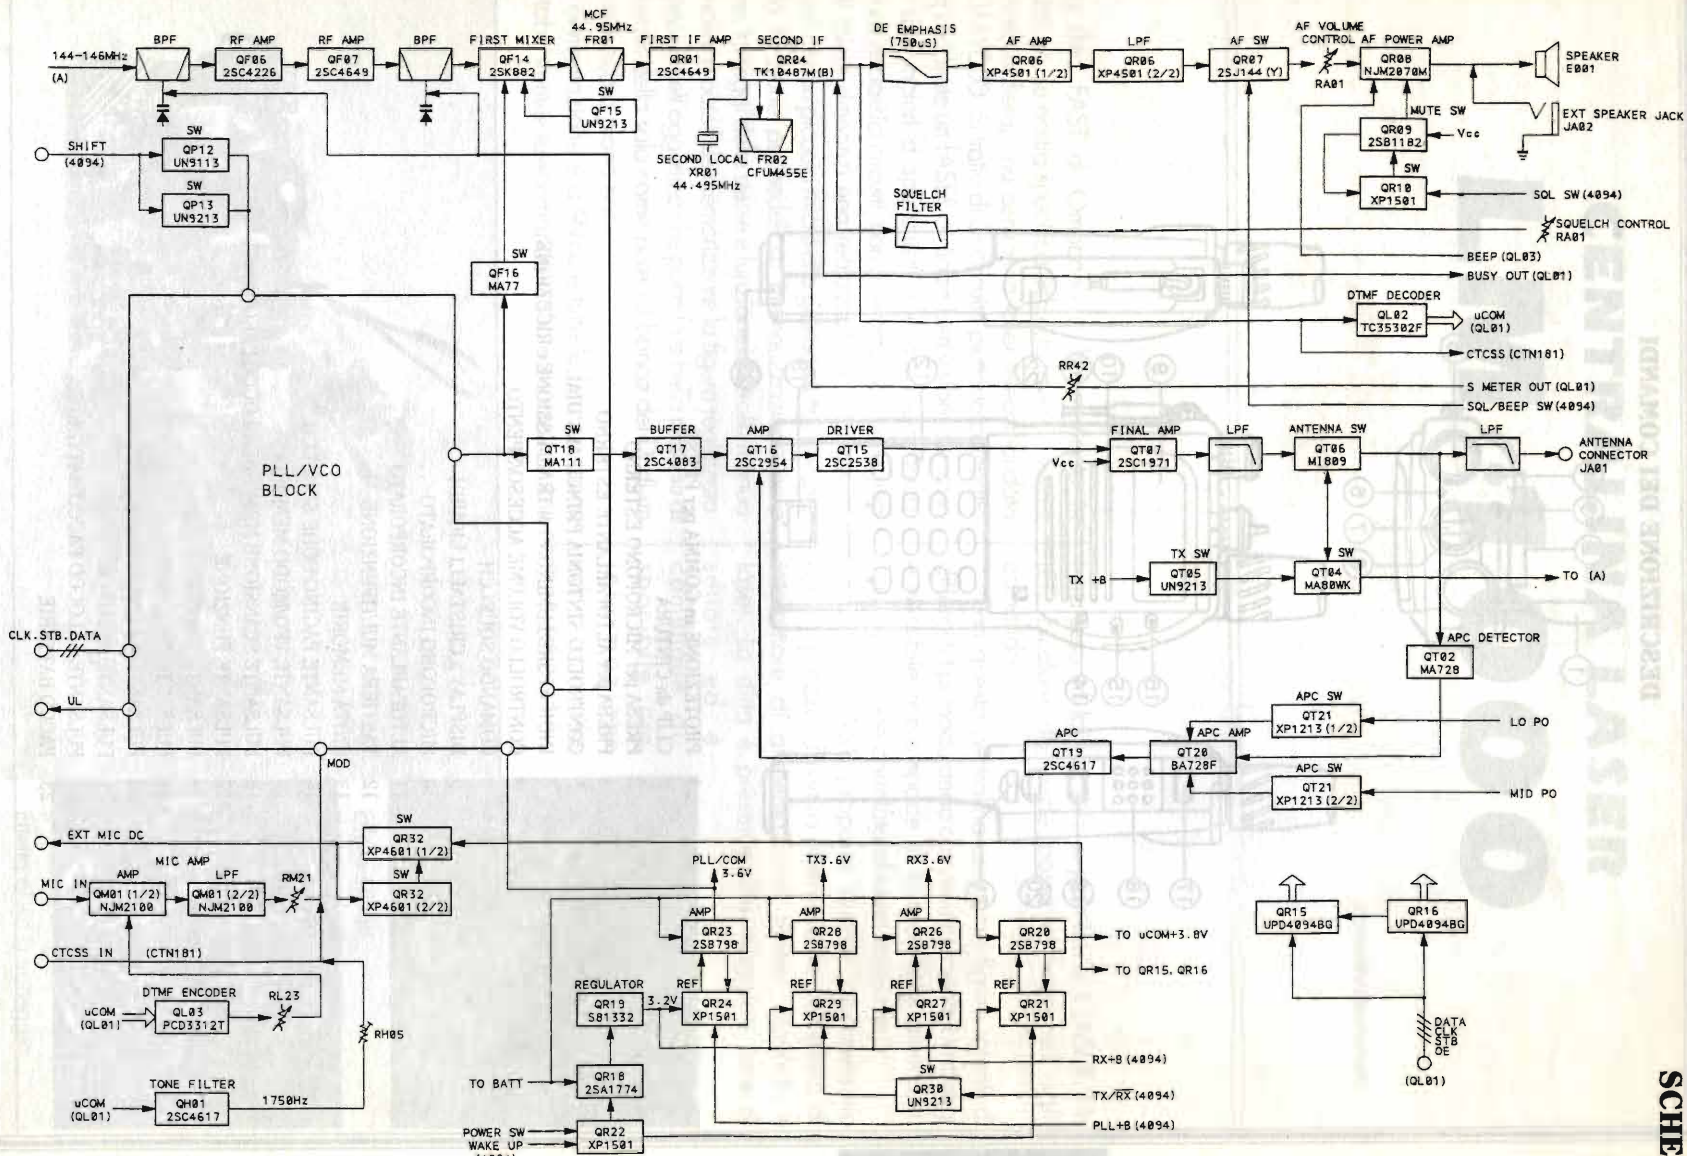 144-146MHz
(A)
BPF
RF AMP
QF06
2SC4226
RF AMP
QF07
2SC4649
BPF
FIRST MIXER
QF14
2SK882
SW
QF15
UN9213
MCF
44.95MHz
FR01
FIRST IF AMP
QR01
2SC4649
SECOND IF
QR04
TK10487M(B)
SECOND LOCAL
XR01
44.495MHz
FR02
CFUM455E
DE EMPHASIS
(750uS)
AF AMP
QR06
XP4501 (1/2)
LPF
QR06
XP4501 (2/2)
AF SW
QR07
2SJ144 (Y)
AF VOLUME
CONTROL
RA01
AF POWER AMP
QR08
NJM2070M
SPEAKER
E001
EXT SPEAKER JACK
JA02
MUTE SW
QR09
2SB1182
Vcc
SW
QR10
XP1501
SQL SW (4094)
SQUELCH CONTROL
RA01
SQUELCH
FILTER
BEEP (QL03)
BUSY OUT (QL01)
DTMF DECODER
QL02
TC35302F
uCOM
(QL01)
CTCSS (CTN181)
RR42
S METER OUT (QL01)
SQL/BEEP SW (4094)
SHIFT
(4094)
SW
QP12
UN9113
SW
QP13
UN9213
SW
QF16
MA77
PLL/VCO
BLOCK
SW
QT18
MA111
BUFFER
QT17
2SC4083
AMP
QT16
2SC2954
DRIVER
QT15
2SC2538
FINAL AMP
QT07
2SC1971
Vcc
LPF
ANTENNA SW
QT06
MI809
LPF
ANTENNA
CONNECTOR
JA01
TX +B
TX SW
QT05
UN9213
SW
QT04
MA80WK
TO (A)
APC DETECTOR
QT02
MA728
CLK.STB.DATA
UL
MOD
APC
QT19
2SC4617
APC AMP
QT20
BA728F
APC SW
QT21
XP1213 (1/2)
LO PO
APC SW
QT21
XP1213 (2/2)
MID PO
EXT MIC DC
SW
QR32
XP4601 (1/2)
SW
QR32
XP4601 (2/2)
MIC AMP
MIC IN
AMP
QM01 (1/2)
NJM2100
LPF
QM01 (2/2)
NJM2100
RM21
CTCSS IN
(CTN181)
DTMF ENCODER
uCOM
(QL01)
QL03
PCD3312T
RL23
RH05
TONE FILTER
uCOM
(QL01)
QH01
2SC4617
1750Hz
PLL/COM
3.6V
TX3.6V
RX3.6V
AMP
QR23
2SB798
AMP
QR28
2SB798
AMP
QR26
2SB798
QR20
2SB798
TO uCOM+3.8V
TO QR15.QR16
REGULATOR
QR19
S81332
3.2V
REF
QR24
XP1501
REF
QR29
XP1501
REF
QR27
XP1501
REF
QR21
XP1501
RX+B (4094)
TO BATT
QR18
2SA1774
SW
QR30
UN9213
TX/RX (4094)
PLL+B (4094)
POWER SW
WAKE UP
QR22
XP1501
QR15
UPD4094BG
QR16
UPD4094BG
DATA
CLK
STB
OE
(QL01)
SCHE